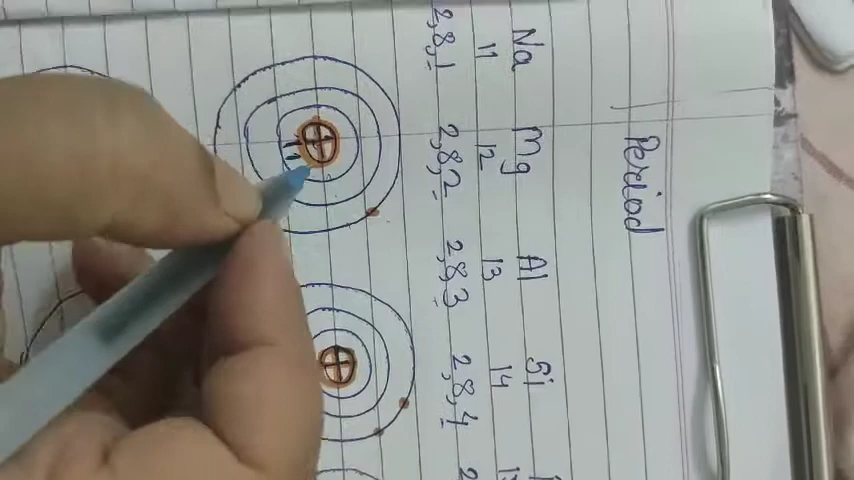 Period
Na Mg Al Si
11 12 13 14
2,8,1 2,8,2 2,8,3 2,8,4